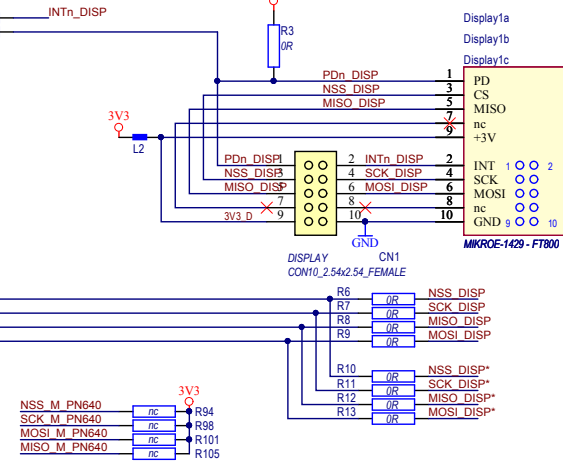 INTn_DISP
R3
0R
Display1a
Display1b
Display1c
PDn_DISP 1 PD
NSS_DISP 3 CS
MISO_DISP 5 MISO
3V3 7 nc
L2 9 +3V
PDn_DISP 1 2 INTn_DISP 2 INT 1 2
NSS_DISP 3 4 SCK_DISP 4 SCK
MISO_DISP 5 6 MOSI_DISP 6 MOSI
7 8 8 nc
3V3_D 9 10 10 GND 9 10
GND
MIKROE-1429 - FT800
DISPLAY CN1
CON10_2.54x2.54_FEMALE
R6 0R NSS_DISP
R7 0R SCK_DISP
R8 0R MISO_DISP
R9 0R MOSI_DISP
R10 0R NSS_DISP*
R11 0R SCK_DISP*
R12 0R MISO_DISP*
R13 0R MOSI_DISP*
3V3
NSS_M_PN640 nc R94
SCK_M_PN640 nc R98
MOSI_M_PN640 nc R101
MISO_M_PN640 nc R105